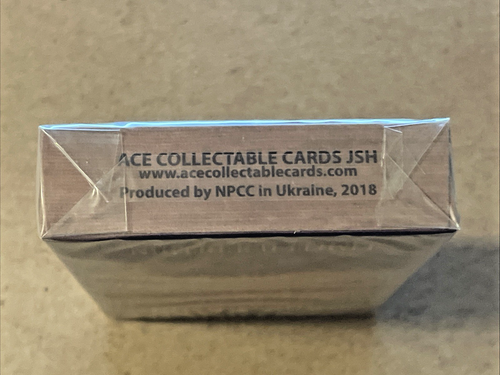 ACE COLLECTABLE CARDS JSH
www.acecollectablecards.com
Produced by NPCC in Ukraine, 2018